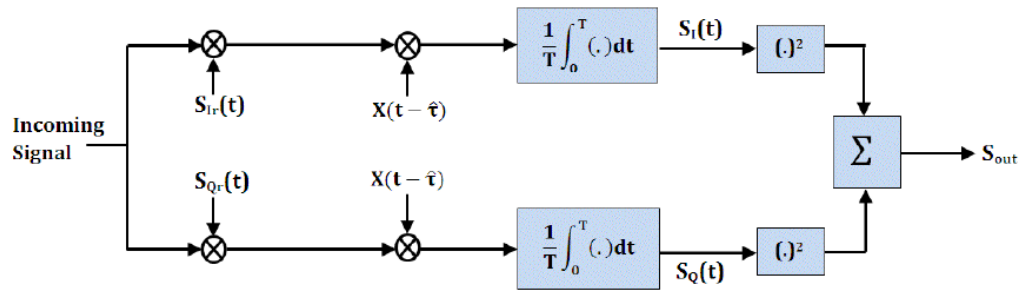 Incoming
Signal
S_Ir(t)
X(t − τ̂)
1/T ∫₀ᵀ (.)dt
S_I(t)
(.)²
S_Qr(t)
X(t − τ̂)
1/T ∫₀ᵀ (.)dt
S_Q(t)
(.)²
Σ
S_out